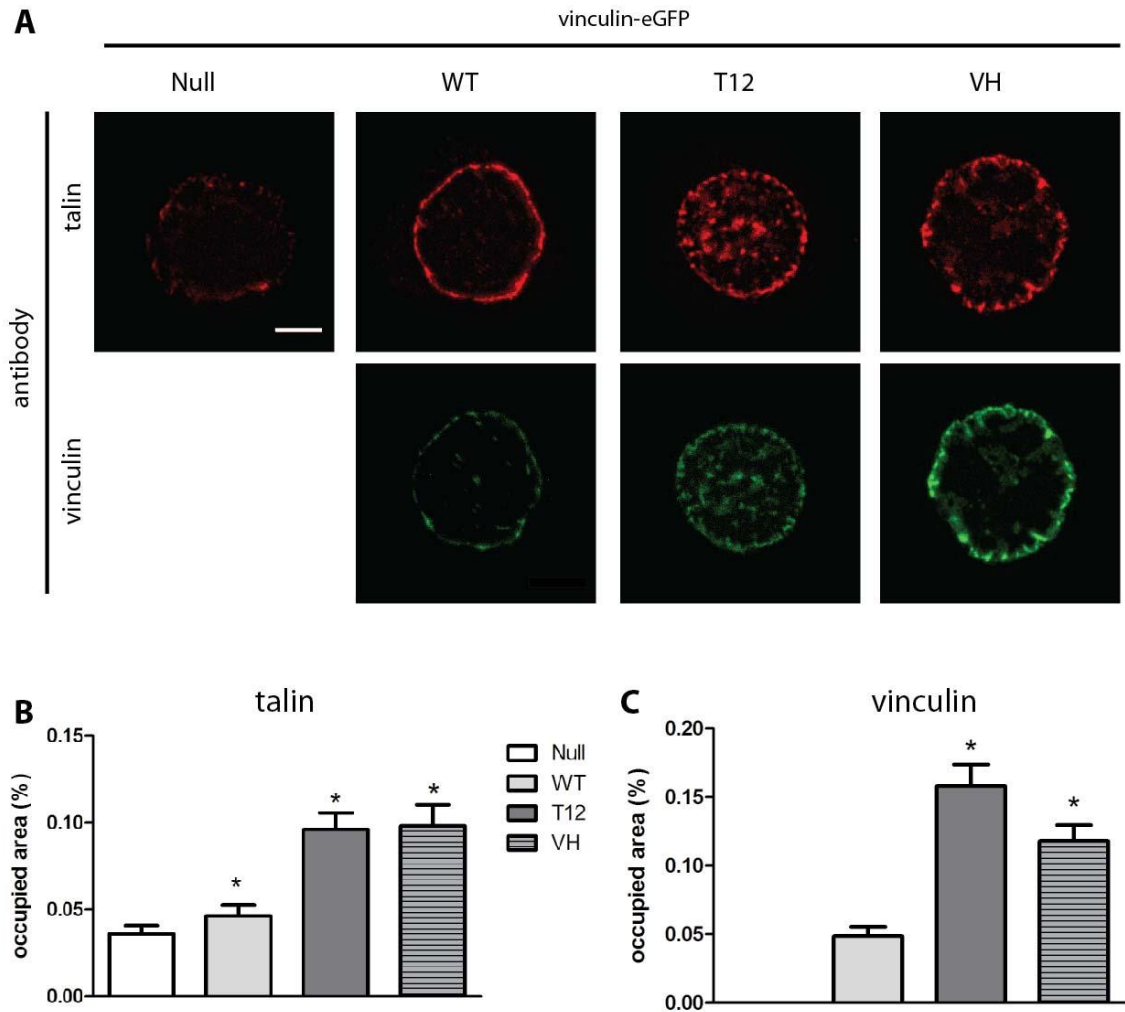 A
vinculin-eGFP
Null WT T12 VH
antibody
talin
vinculin
B
talin
occupied area (%)
0.15
0.10
0.05
0.00
*
*
*
Null
WT
T12
VH
C
vinculin
occupied area (%)
0.20
0.15
0.10
0.05
0.00
*
*